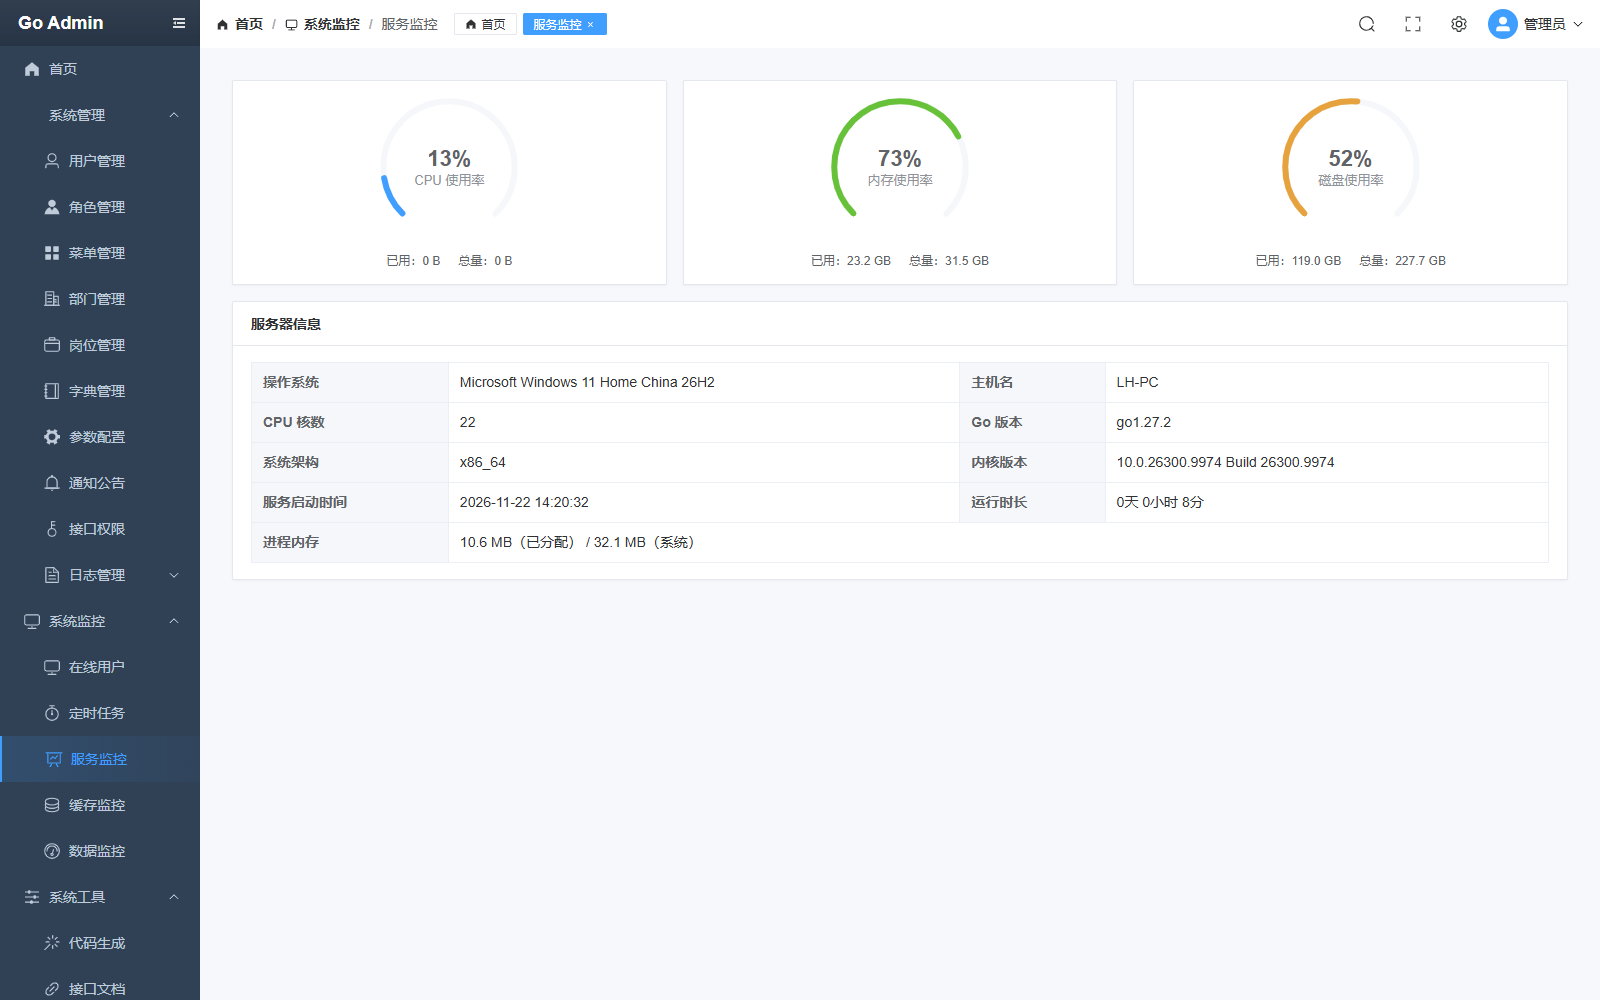 Go Admin
首页
系统管理
用户管理
角色管理
菜单管理
部门管理
岗位管理
字典管理
参数配置
通知公告
接口权限
日志管理
系统监控
在线用户
定时任务
服务监控
缓存监控
数据监控
系统工具
代码生成
接口文档
首页 / 系统监控 / 服务监控
首页
服务监控 ×
管理员
13%
CPU 使用率
已用：0 B 总量：0 B
73%
内存使用率
已用：23.2 GB 总量：31.5 GB
52%
磁盘使用率
已用：119.0 GB 总量：227.7 GB
服务器信息
操作系统 Microsoft Windows 11 Home China 26H2 主机名 LH-PC
CPU 核数 22 Go 版本 go1.27.2
系统架构 x86_64 内核版本 10.0.26300.9974 Build 26300.9974
服务启动时间 2026-11-22 14:20:32 运行时长 0天 0小时 8分
进程内存 10.6 MB（已分配） / 32.1 MB（系统）